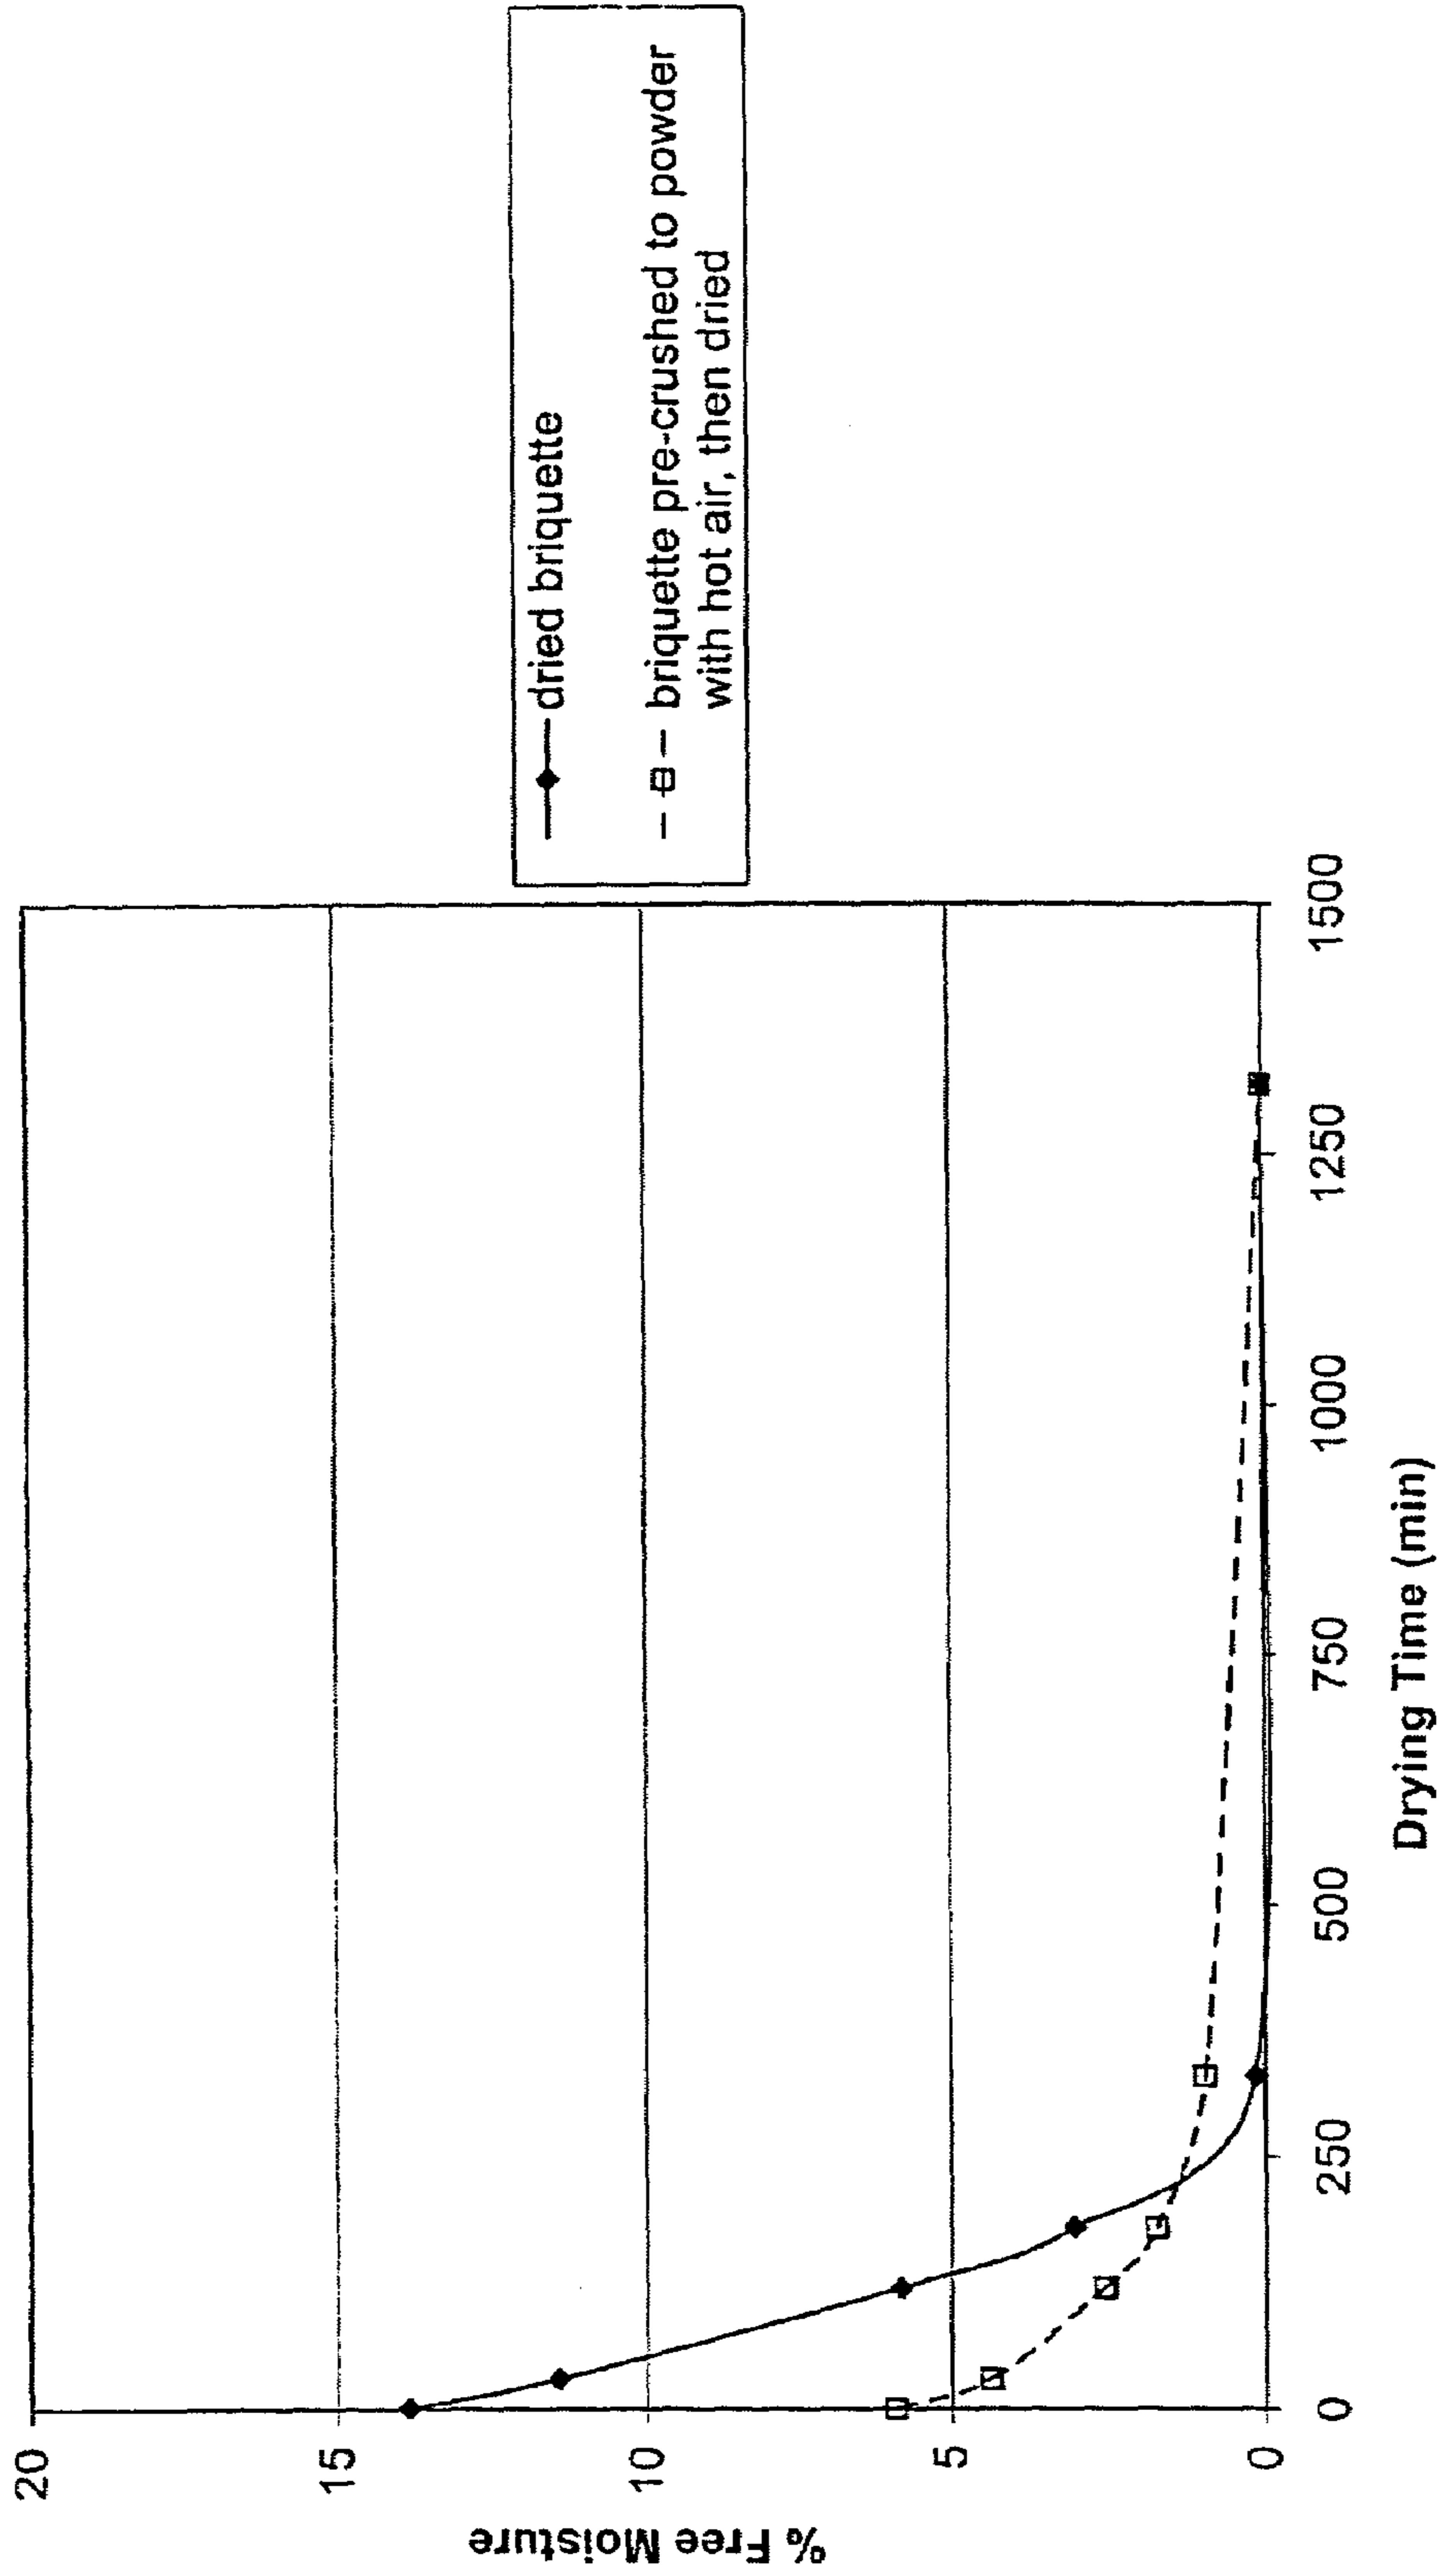 dried briquette
briquette pre-crushed to powder
with hot air, then dried
% Free Moisture
20
15
10
5
0
0
250
500
750
1000
1250
1500
Drying Time (min)